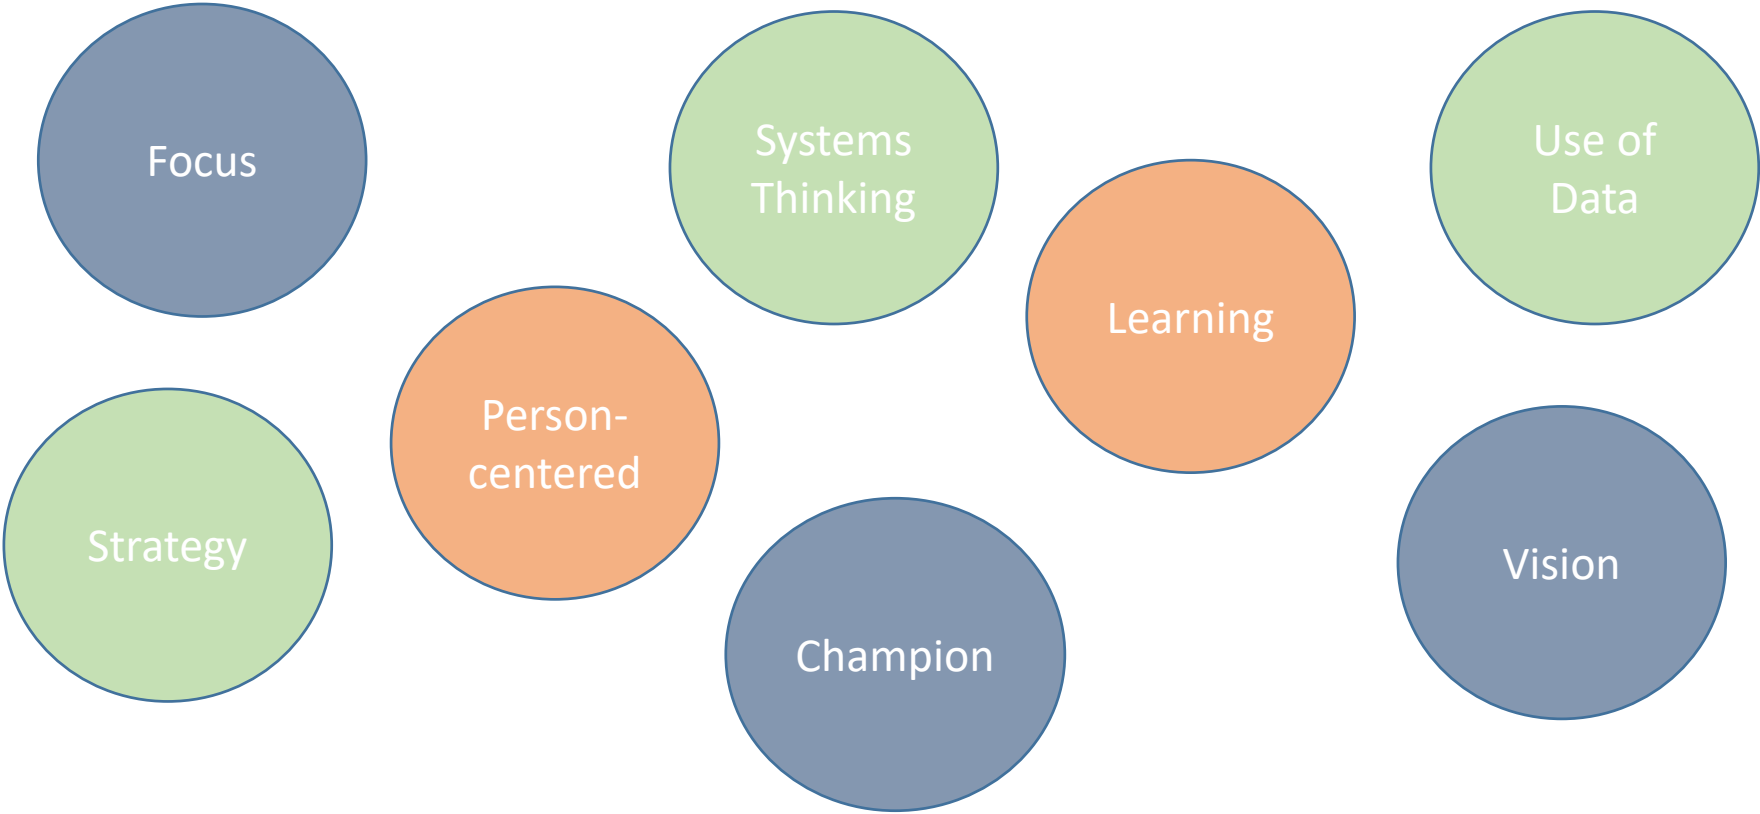 Focus
Systems
Thinking
Use of
Data
Learning
Person-
centered
Strategy
Vision
Champion